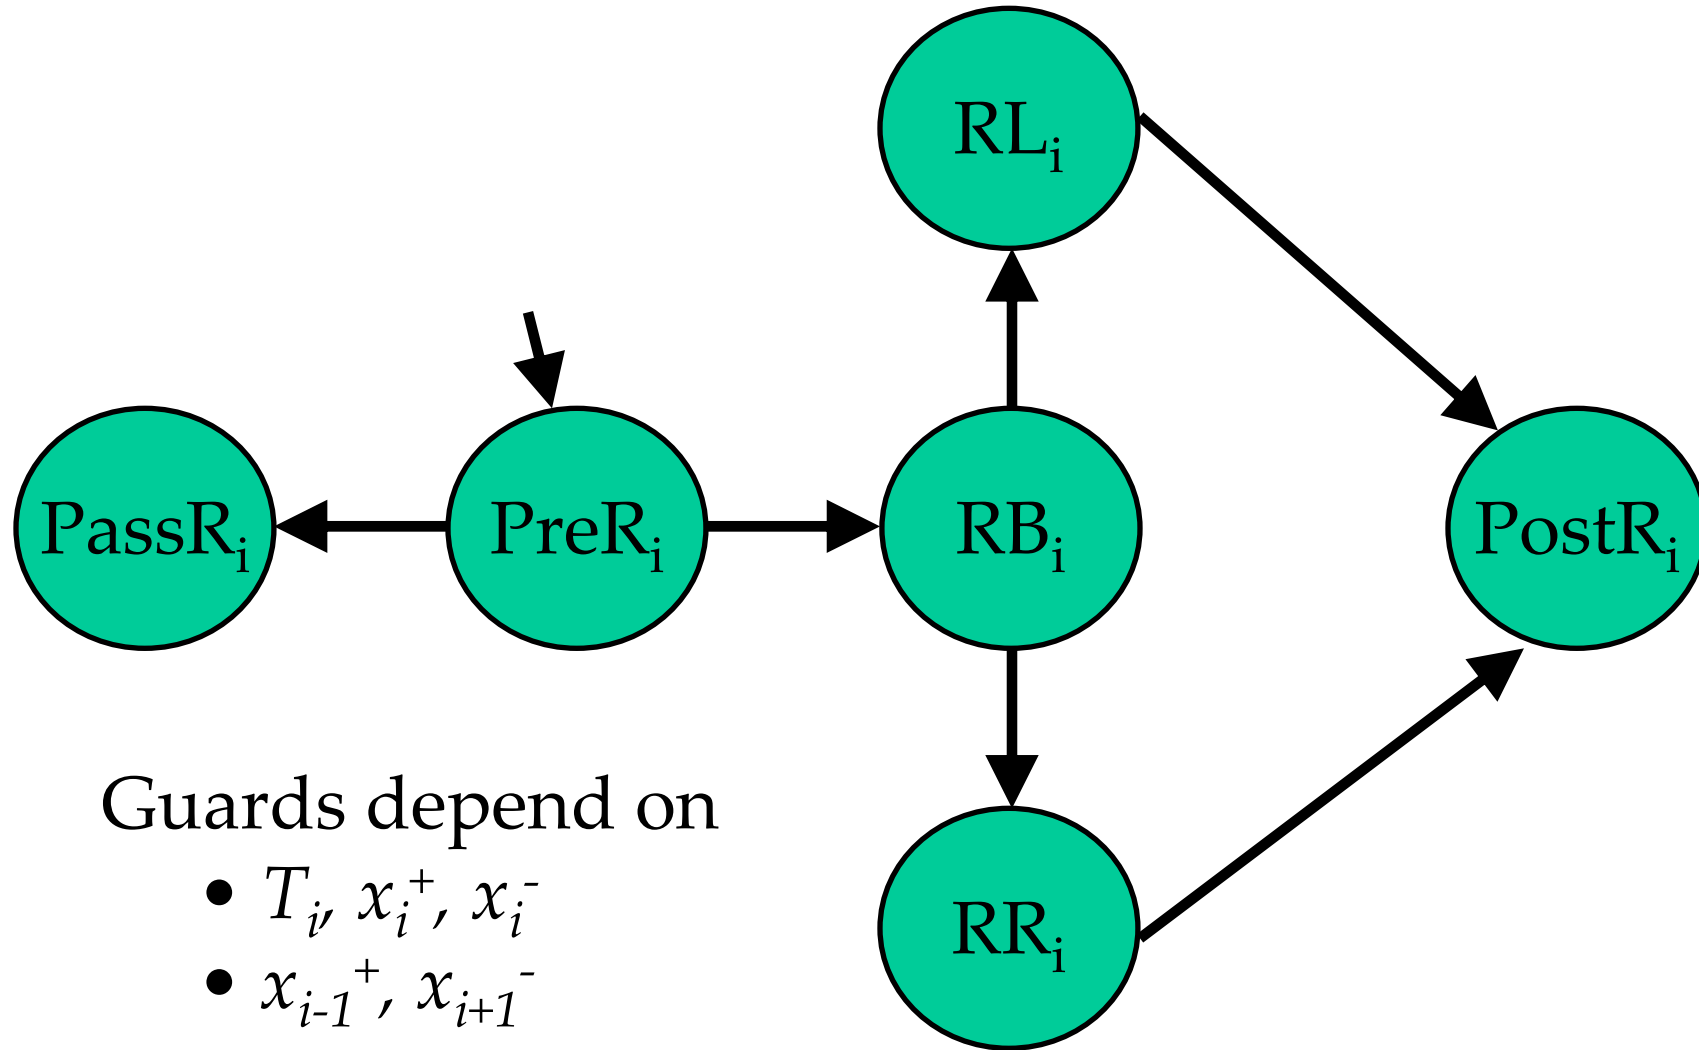 RLᵢ
PassRᵢ PreRᵢ RBᵢ PostRᵢ
Guards depend on
• Tᵢ, xᵢ⁺, xᵢ⁻
RRᵢ
• xᵢ₋₁⁺, xᵢ₊₁⁻